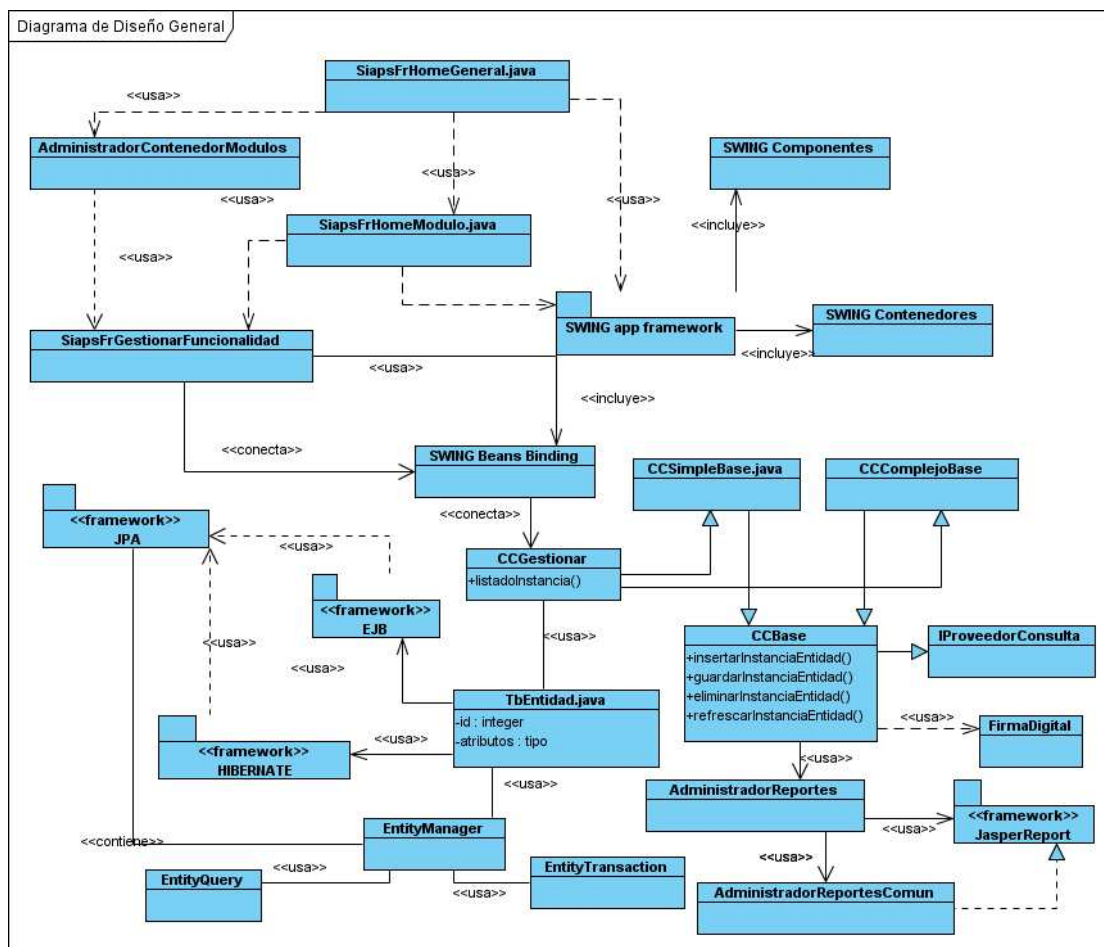 Diagrama de Diseño General
SiapsFrHomeGeneral.java
<<usa>>
AdministradorContenedorModulos
SWING Componentes
<<usa>>
<<usa>>
<<usa>>
SiapsFrHomeModulo.java
<<incluye>>
<<usa>>
SWING app framework
SWING Contenedores
SiapsFrGestionarFuncionalidad
<<usa>>
<<incluye>>
<<incluye>>
<<conecta>>
SWING Beans Binding
CCSimpleBase.java
CCComplejoBase
<<framework>>
JPA
<<conecta>>
<<usa>>
CCGestionar
+listadoInstancia()
<<framework>>
EJB
<<usa>>
<<usa>>
<<usa>>
CCBase
+insertarInstanciaEntidad()
+guardarInstanciaEntidad()
+eliminarInstanciaEntidad()
+refrescarInstanciaEntidad()
IProveedorConsulta
TbEntidad.java
-id : integer
-atributos : tipo
<<usa>>
FirmaDigital
<<framework>>
HIBERNATE
<<usa>>
<<usa>>
<<usa>>
AdministradorReportes
<<framework>>
JasperReport
<<usa>>
EntityManager
<<contiene>>
<<usa>>
EntityQuery
<<usa>>
<<usa>>
EntityTransaction
AdministradorReportesComun